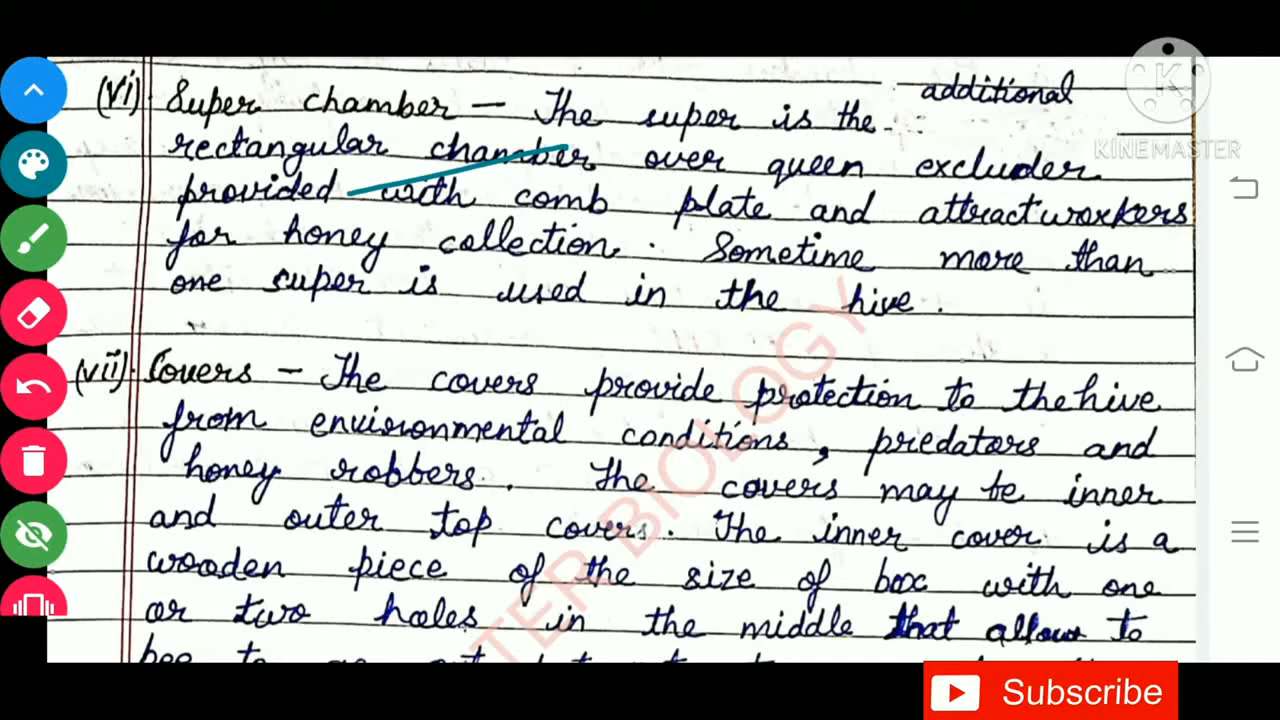 additional
(vi) Super chamber – The super is the
rectangular chamber over queen excluder
provided with comb plate and attract workers
for honey collection. Sometime more than
one super is used in the hive.
(vii) Covers – The covers provide protection to the hive
from environmental conditions, predators and
honey robbers. The covers may be inner
and outer top covers. The inner cover is a
wooden piece of the size of box with one
or two holes in the middle that allow to
bee to
KINEMASTER
TER BIOLOGY
Subscribe